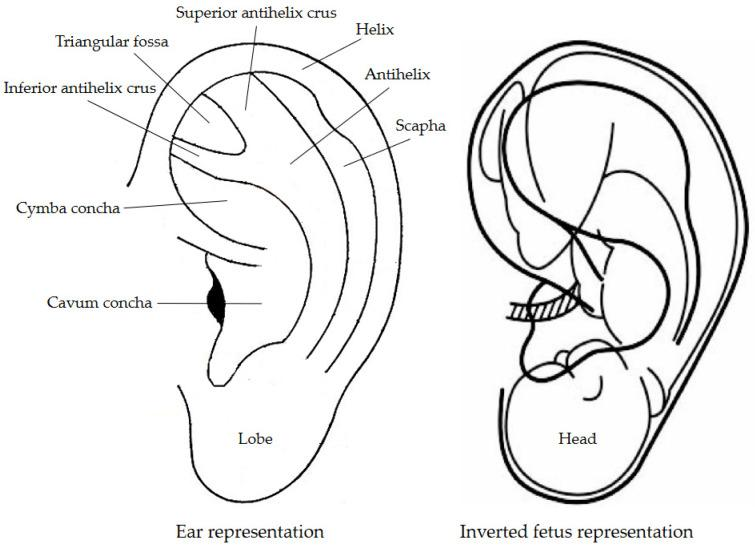 Superior antihelix crus
Helix
Triangular fossa
Antihelix
Inferior antihelix crus
Scapha
Cymba concha
Cavum concha
Lobe
Head
Ear representation
Inverted fetus representation